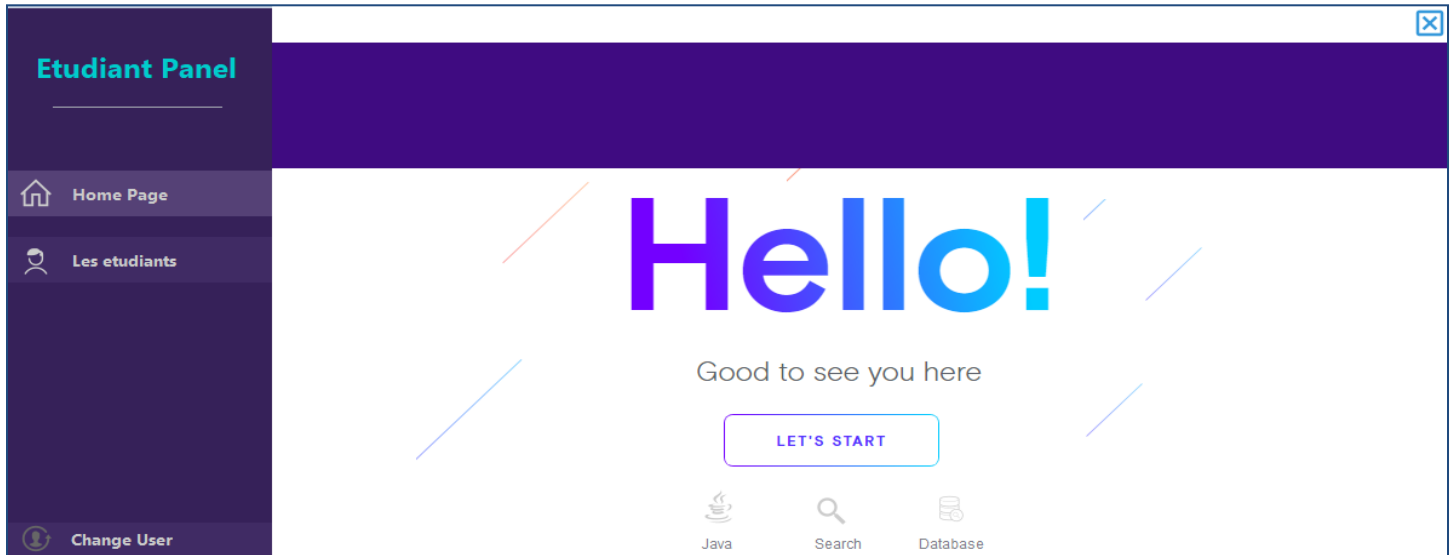 Etudiant Panel
Home Page
Les etudiants
Change User
Hello!
Good to see you here
LET'S START
Java Search Database